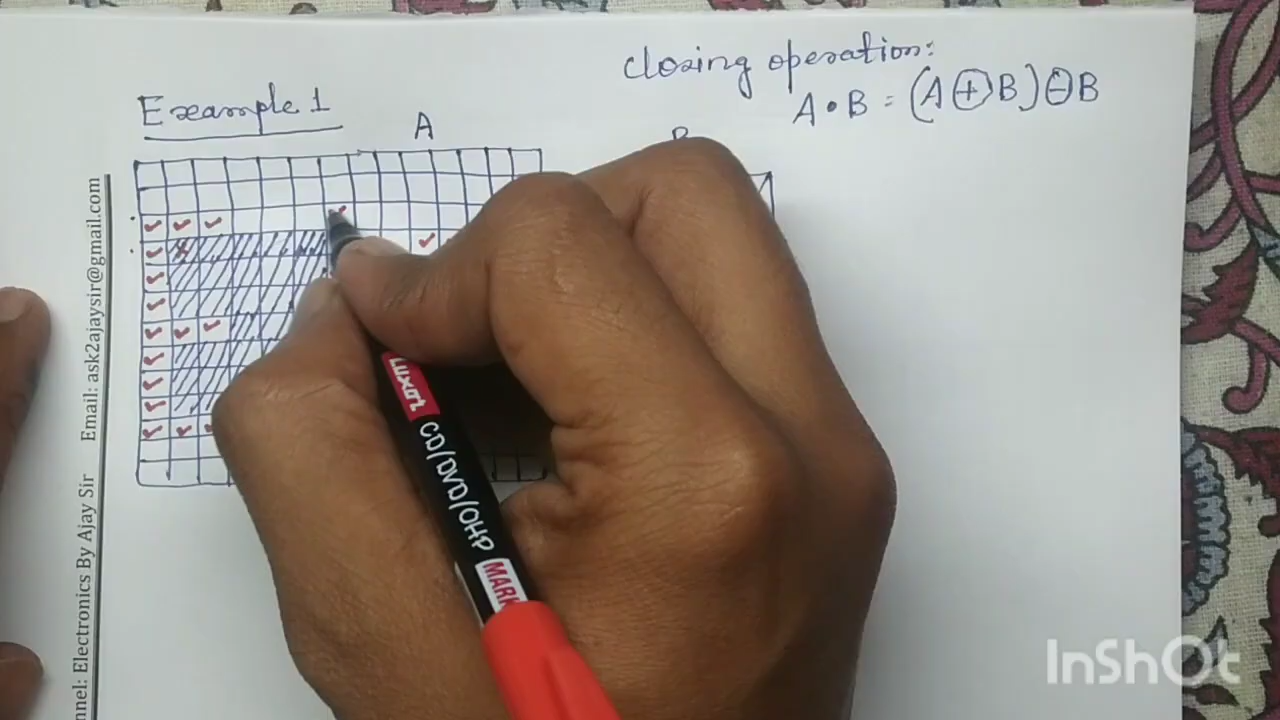 closing operation:
A • B = (A ⊕ B) ⊖ B
Example 1
A
B
Email: ask2ajaysir@gmail.com
nnel: Electronics By Ajay Sir
Luxor CD/DVD/OHP MARK
InShOt